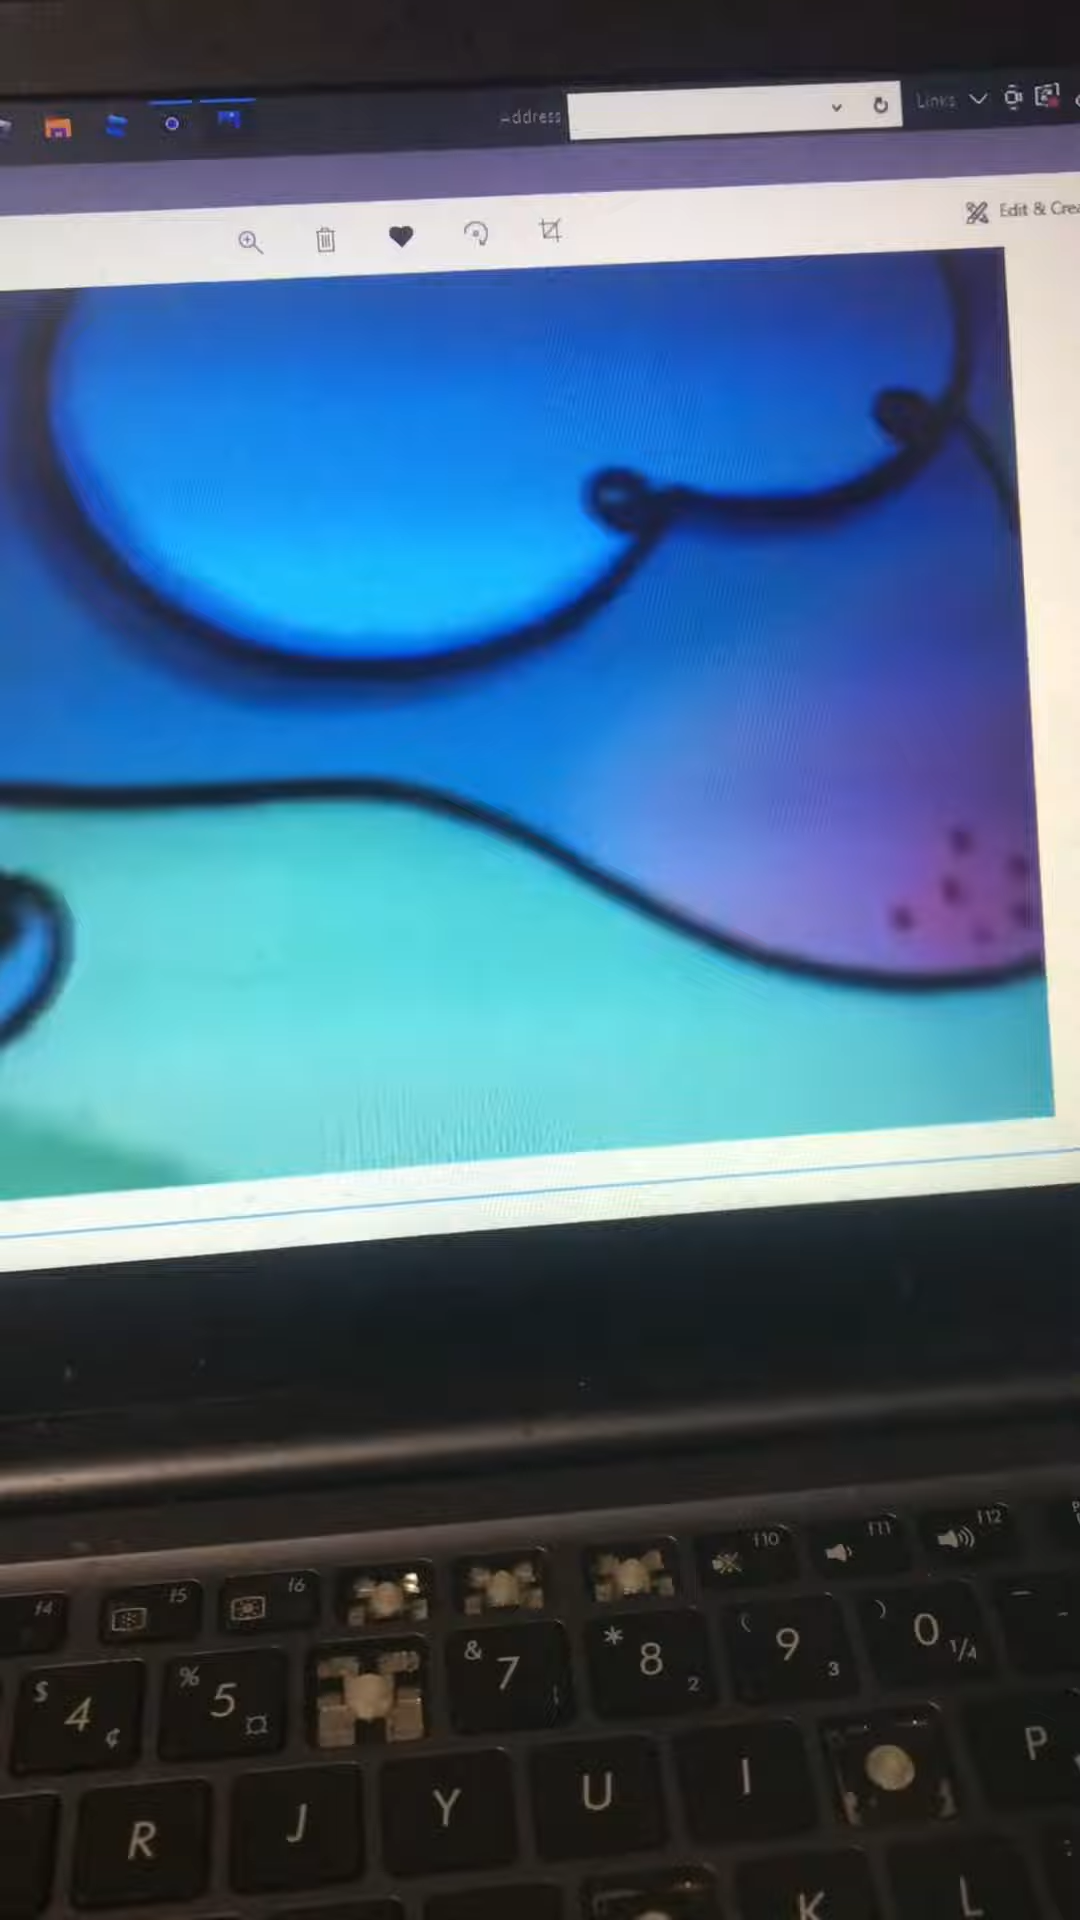 Address
Links
Edit & Crea
f4
f5
f6
f10
f11
f12
$ 4 ¢
% 5 ¤
& 7 ¦
* 8 2
( 9 3
) 0 1/4
R
J
Y
U
I
P
K
L